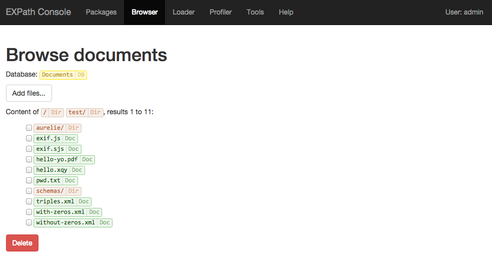 EXPath Console Packages Browser Loader Profiler Tools Help User: admin
Browse documents
Database: Documents DB
Add files...
Content of / Dir test/ Dir, results 1 to 11:
aurelie/ Dir
exif.js Doc
exif.sjs Doc
hello-yo.pdf Doc
hello.xqy Doc
pwd.txt Doc
schemas/ Dir
triples.xml Doc
with-zeros.xml Doc
without-zeros.xml Doc
Delete